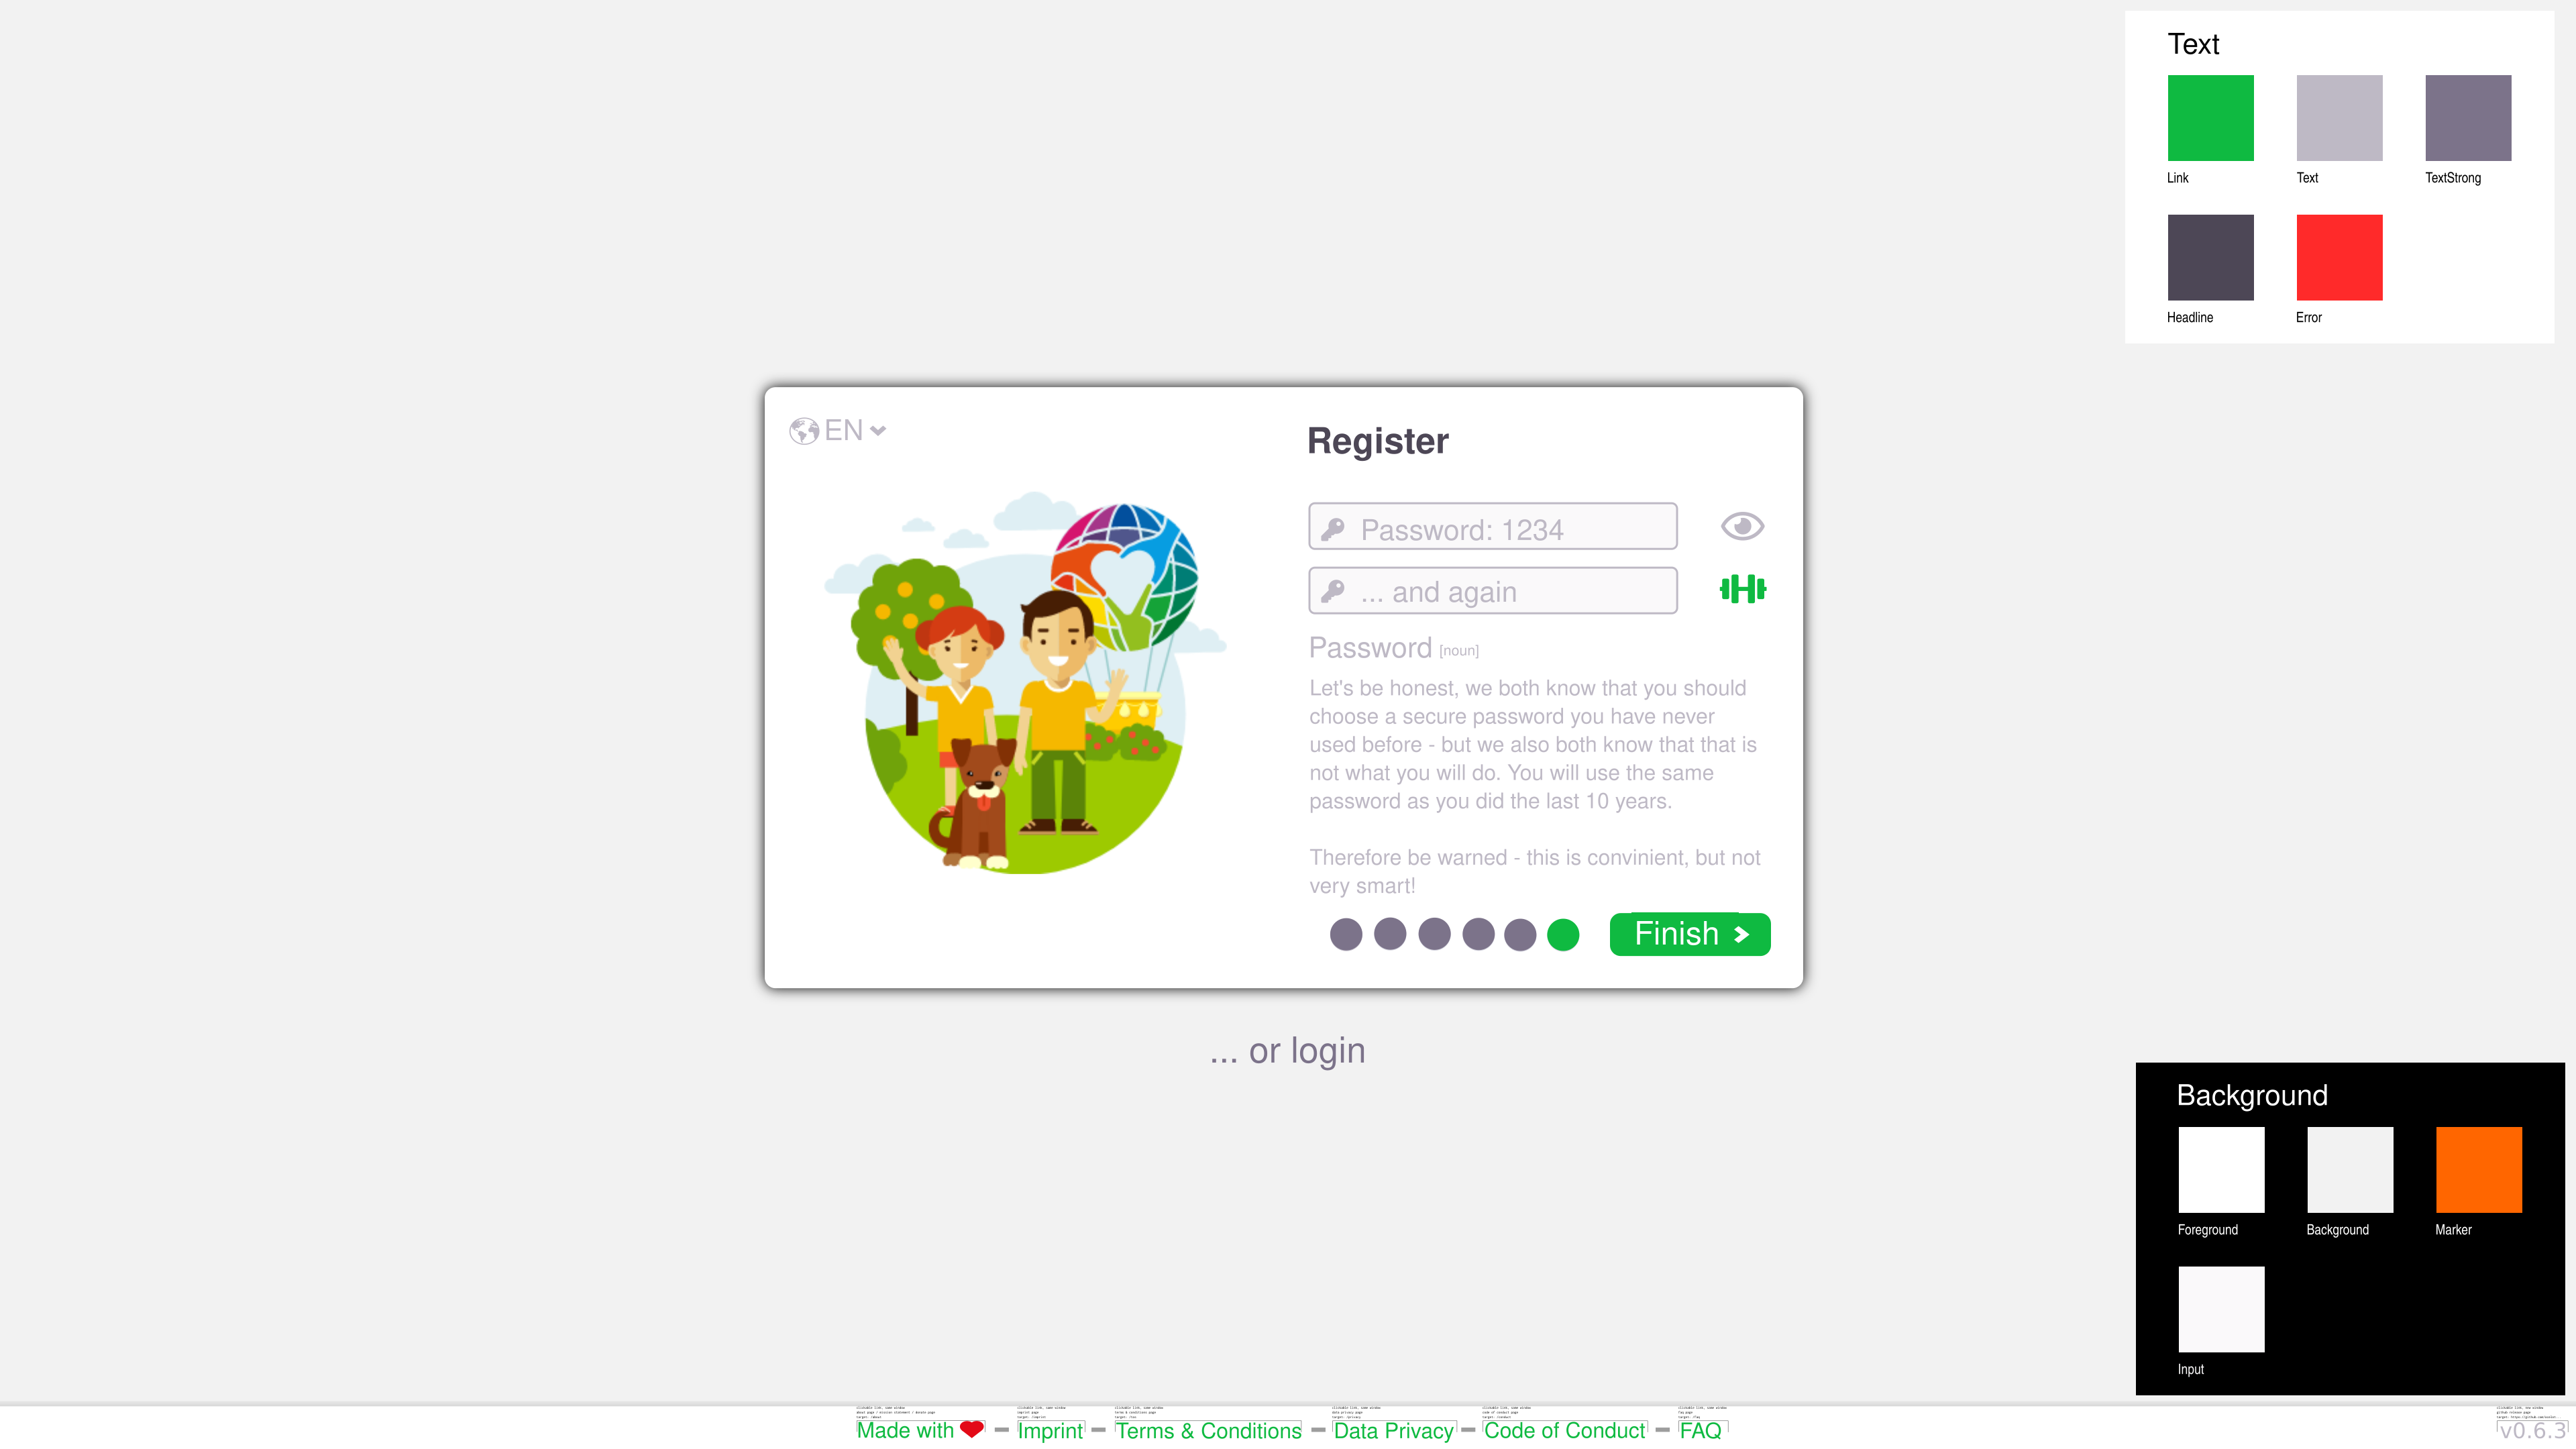 Text
Link
Text
TextStrong
Headline
Error
EN
Register
Password: 1234
... and again
Password [noun]
Let's be honest, we both know that you should
choose a secure password you have never
used before - but we also both know that that is
not what you will do. You will use the same
password as you did the last 10 years.
Therefore be warned - this is convinient, but not
very smart!
Finish
... or login
Background
Foreground
Background
Marker
Input
Made with
Imprint
Terms & Conditions
Data Privacy
Code of Conduct
FAQ
v0.6.3